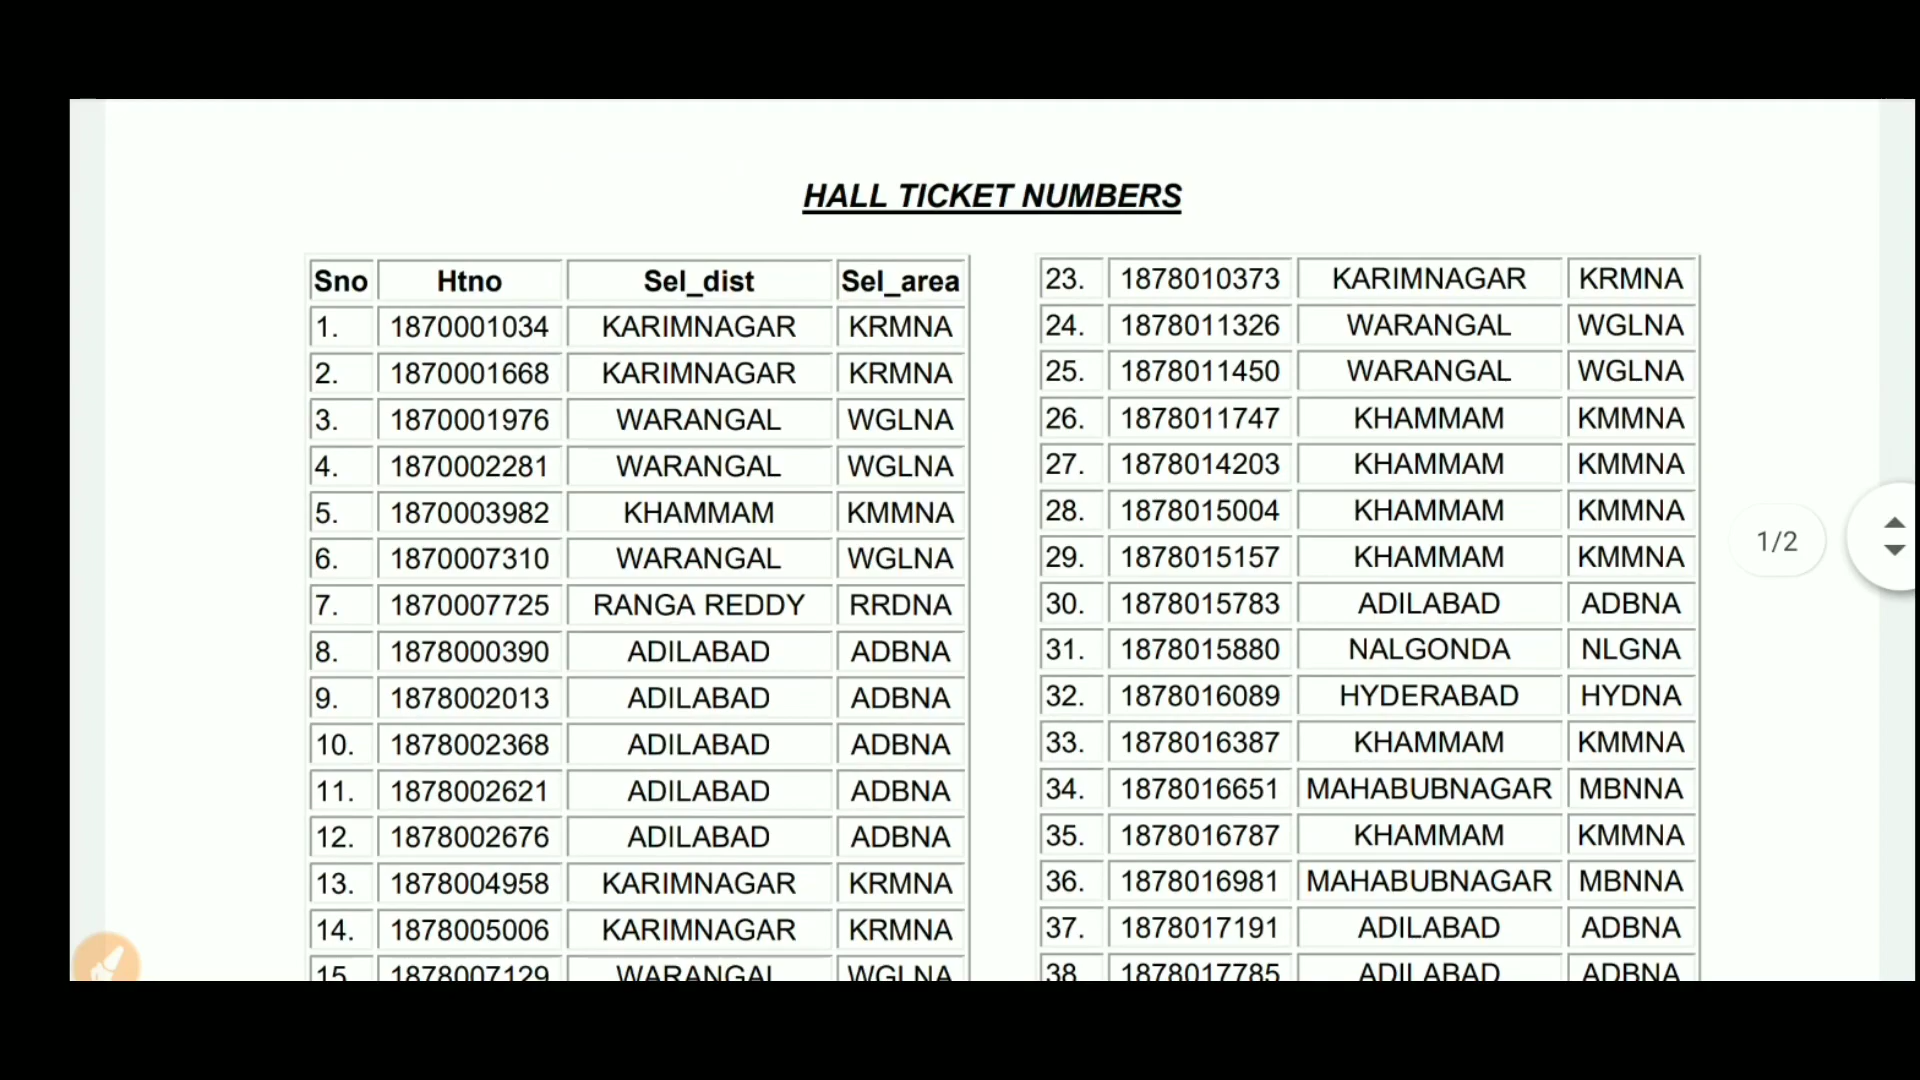 HALL TICKET NUMBERS
Sno Htno Sel_dist Sel_area
1. 1870001034 KARIMNAGAR KRMNA
2. 1870001668 KARIMNAGAR KRMNA
3. 1870001976 WARANGAL WGLNA
4. 1870002281 WARANGAL WGLNA
5. 1870003982 KHAMMAM KMMNA
6. 1870007310 WARANGAL WGLNA
7. 1870007725 RANGA REDDY RRDNA
8. 1878000390 ADILABAD ADBNA
9. 1878002013 ADILABAD ADBNA
10. 1878002368 ADILABAD ADBNA
11. 1878002621 ADILABAD ADBNA
12. 1878002676 ADILABAD ADBNA
13. 1878004958 KARIMNAGAR KRMNA
14. 1878005006 KARIMNAGAR KRMNA
15. 1878007129 WARANGAL WGLNA
23. 1878010373 KARIMNAGAR KRMNA
24. 1878011326 WARANGAL WGLNA
25. 1878011450 WARANGAL WGLNA
26. 1878011747 KHAMMAM KMMNA
27. 1878014203 KHAMMAM KMMNA
28. 1878015004 KHAMMAM KMMNA
29. 1878015157 KHAMMAM KMMNA
30. 1878015783 ADILABAD ADBNA
31. 1878015880 NALGONDA NLGNA
32. 1878016089 HYDERABAD HYDNA
33. 1878016387 KHAMMAM KMMNA
34. 1878016651 MAHABUBNAGAR MBNNA
35. 1878016787 KHAMMAM KMMNA
36. 1878016981 MAHABUBNAGAR MBNNA
37. 1878017191 ADILABAD ADBNA
38 1878017785 ADILABAD ADBNA
1/2